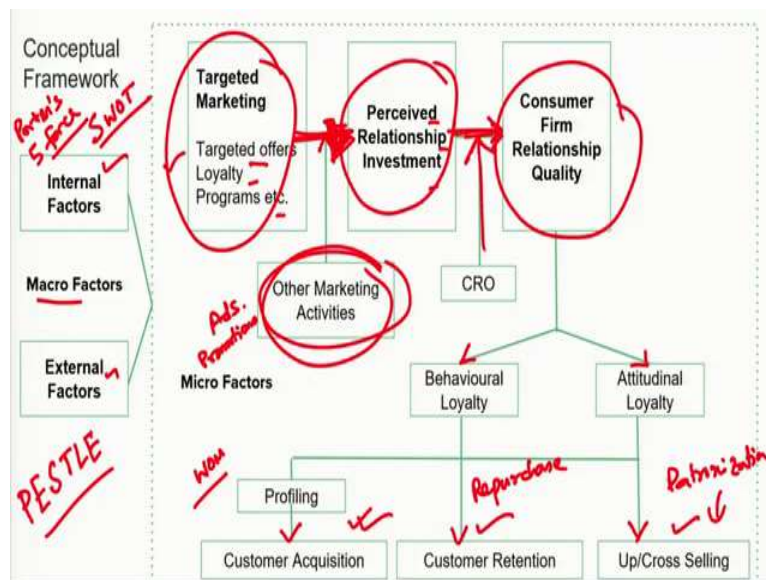 Conceptual
Framework
Porter's
5 force
SWOT
Internal
Factors
Macro Factors
External
Factors
PESTLE
Targeted
Marketing
Targeted offers
Loyalty
Programs etc.
Perceived
Relationship
Investment
Consumer
Firm
Relationship
Quality
Other Marketing
Activities
CRO
Ads.
Promotions
Micro Factors
Behavioural
Loyalty
Attitudinal
Loyalty
WOM
Profiling
Repurchase
Patronization
Customer Acquisition
Customer Retention
Up/Cross Selling